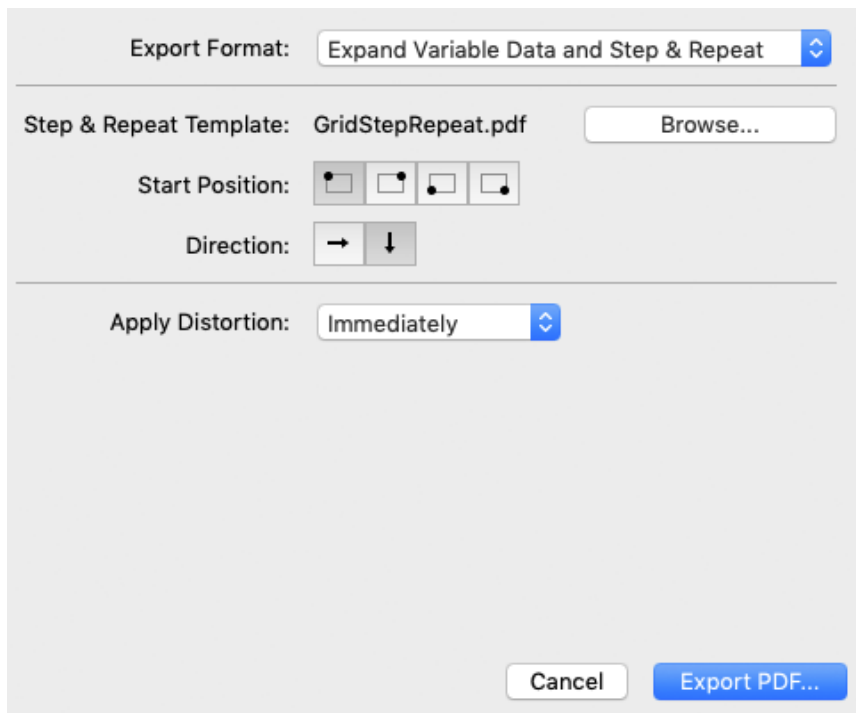 Export Format: Expand Variable Data and Step & Repeat
Step & Repeat Template: GridStepRepeat.pdf Browse...
Start Position:
Direction:
Apply Distortion: Immediately
Cancel Export PDF...